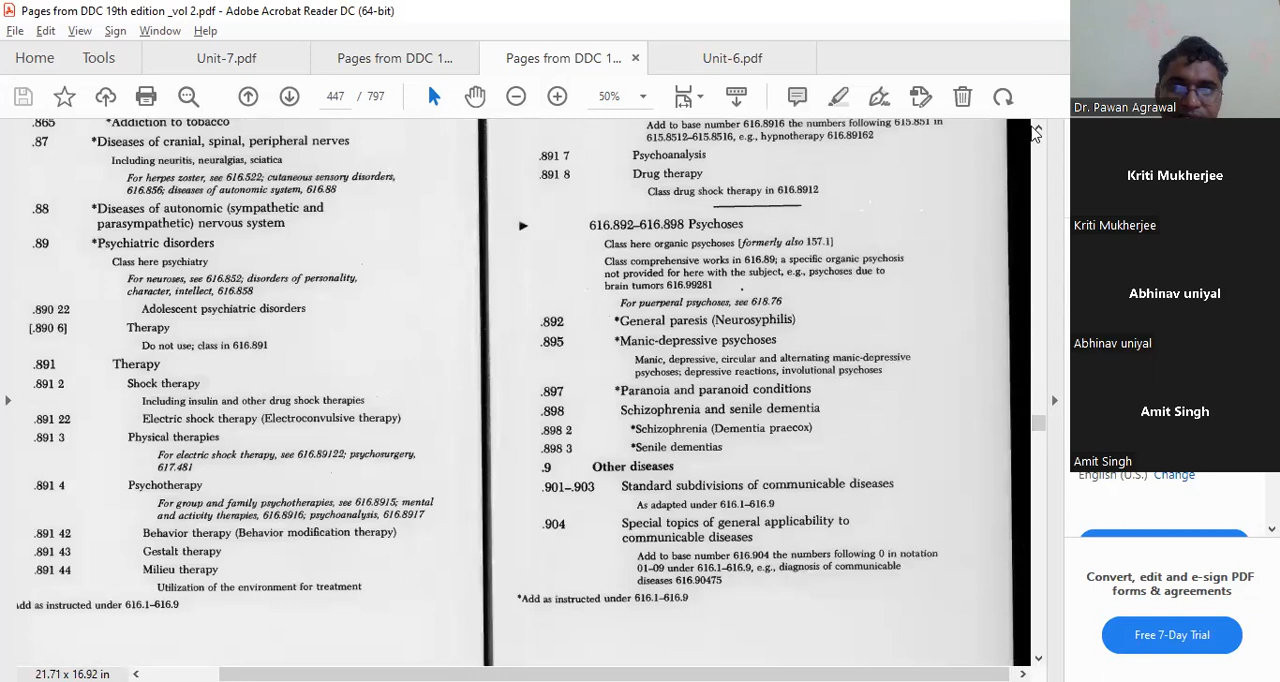 Pages from DDC 19th edition _vol 2.pdf - Adobe Acrobat Reader DC (64-bit)
File Edit View Sign Window Help
Home Tools Unit-7.pdf Pages from DDC 1... Pages from DDC 1... × Unit-6.pdf
447 / 797 50%
.865 *Addiction to tobacco
.87 *Diseases of cranial, spinal, peripheral nerves
Including neuritis, neuralgias, sciatica
For herpes zoster, see 616.522; cutaneous sensory disorders,
616.856; diseases of autonomic system, 616.88
.88 *Diseases of autonomic (sympathetic and
parasympathetic) nervous system
.89 *Psychiatric disorders
Class here psychiatry
For neuroses, see 616.852; disorders of personality,
character, intellect, 616.858
.890 22 Adolescent psychiatric disorders
[.890 6] Therapy
Do not use; class in 616.891
.891 Therapy
.891 2 Shock therapy
Including insulin and other drug shock therapies
.891 22 Electric shock therapy (Electroconvulsive therapy)
.891 3 Physical therapies
For electric shock therapy, see 616.89122; psychosurgery,
617.481
.891 4 Psychotherapy
For group and family psychotherapies, see 616.8915; mental
and activity therapies, 616.8916; psychoanalysis, 616.8917
.891 42 Behavior therapy (Behavior modification therapy)
.891 43 Gestalt therapy
.891 44 Milieu therapy
Utilization of the environment for treatment
Add as instructed under 616.1–616.9
Add to base number 616.8916 the numbers following 615.851 in
615.8512–615.8516, e.g., hypnotherapy 616.89162
.891 7 Psychoanalysis
.891 8 Drug therapy
Class drug shock therapy in 616.8912
616.892–616.898 Psychoses
Class here organic psychoses [formerly also 157.1]
Class comprehensive works in 616.89; a specific organic psychosis
not provided for here with the subject, e.g., psychoses due to
brain tumors 616.99281
For puerperal psychoses, see 618.76
.892 *General paresis (Neurosyphilis)
.895 *Manic-depressive psychoses
Manic, depressive, circular and alternating manic-depressive
psychoses; depressive reactions, involutional psychoses
.897 *Paranoia and paranoid conditions
.898 Schizophrenia and senile dementia
.898 2 *Schizophrenia (Dementia praecox)
.898 3 *Senile dementias
.9 Other diseases
.901–.903 Standard subdivisions of communicable diseases
As adapted under 616.1–616.9
.904 Special topics of general applicability to
communicable diseases
Add to base number 616.904 the numbers following 0 in notation
01–09 under 616.1–616.9, e.g., diagnosis of communicable
diseases 616.90475
*Add as instructed under 616.1–616.9
21.71 x 16.92 in
Dr. Pawan Agrawal
Kriti Mukherjee
Kriti Mukherjee
Abhinav uniyal
Abhinav uniyal
Amit Singh
Amit Singh
English (U.S.) Change
Convert, edit and e-sign PDF
forms & agreements
Free 7-Day Trial